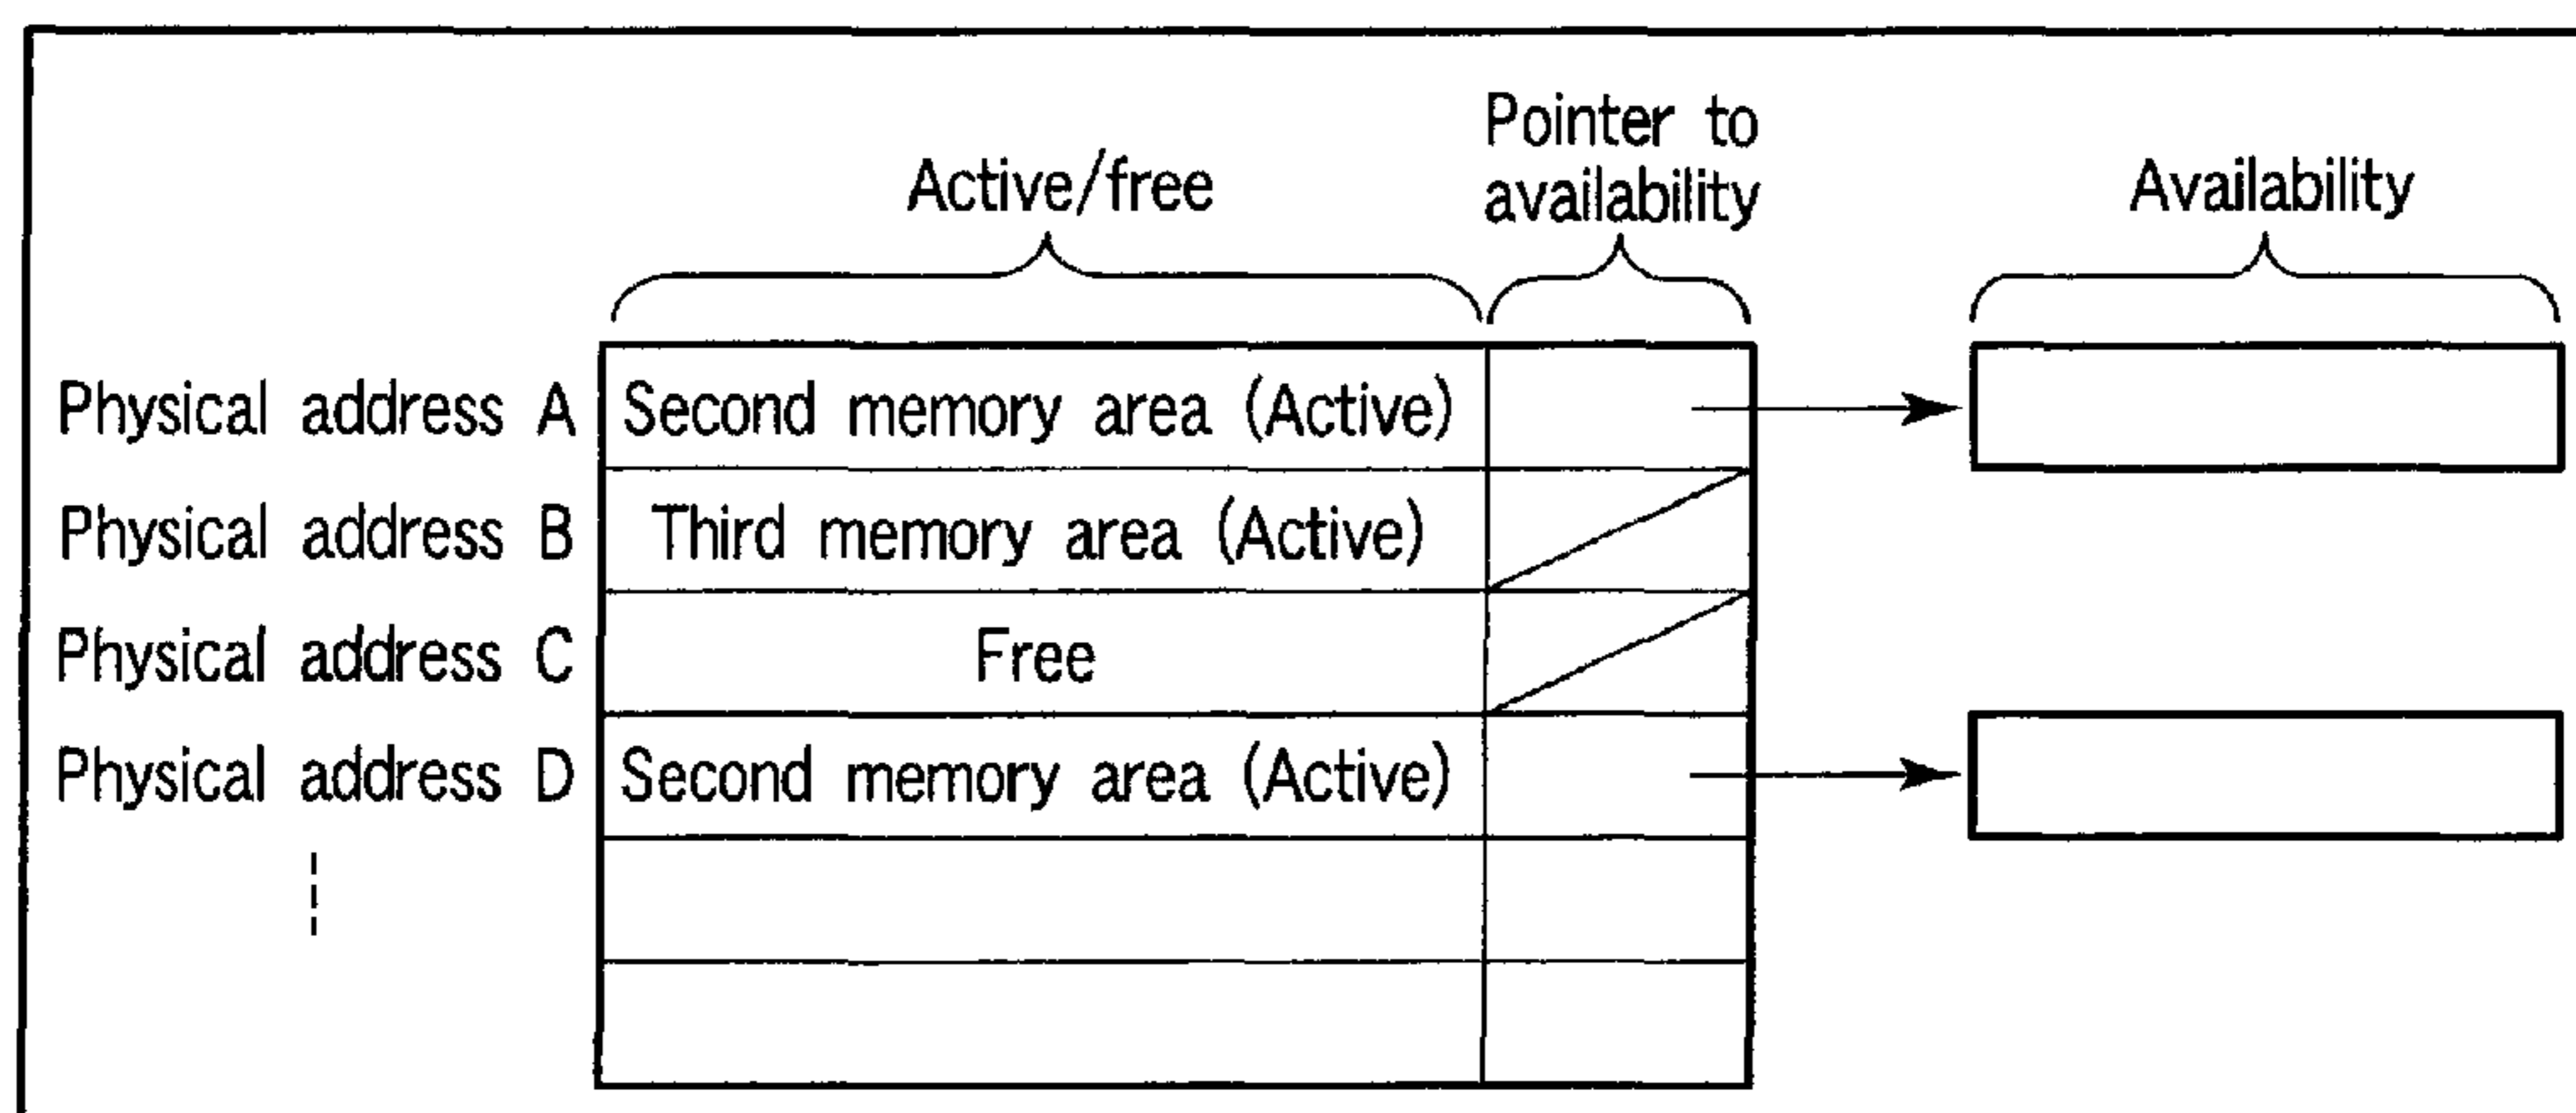 Active/free
Pointer to
availability
Availability
Physical address A
Second memory area (Active)
Physical address B
Third memory area (Active)
Physical address C
Free
Physical address D
Second memory area (Active)